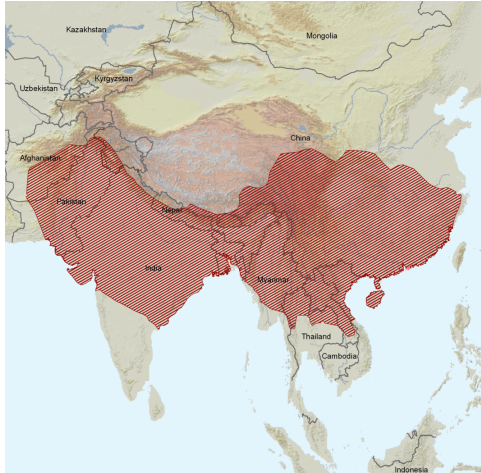 Kazakhstan
Mongolia
Uzbekistan
Kyrgyzstan
China
Afghanistan
Pakistan
Nepal
India
Myanmar
Thailand
Cambodia
Indonesia